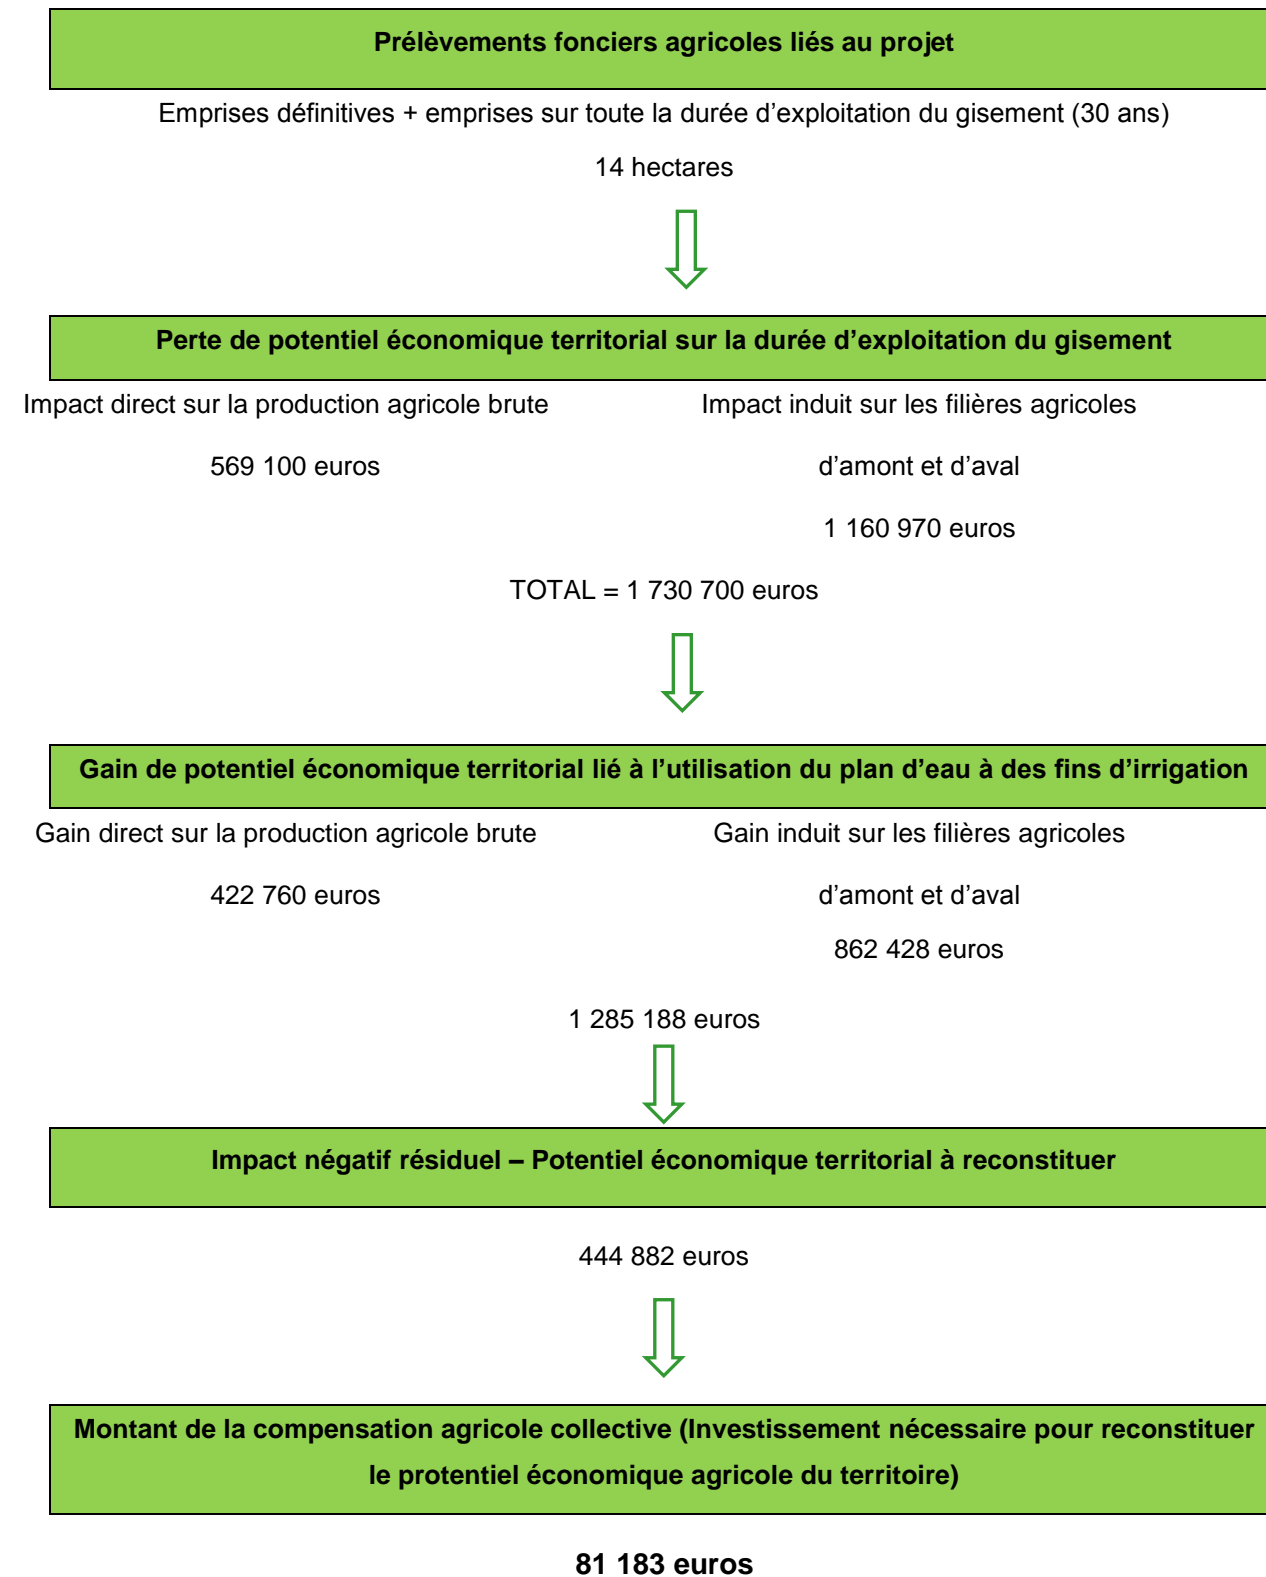 Prélèvements fonciers agricoles liés au projet
Emprises définitives + emprises sur toute la durée d’exploitation du gisement (30 ans)
14 hectares
Perte de potentiel économique territorial sur la durée d’exploitation du gisement
Impact direct sur la production agricole brute
569 100 euros
Impact induit sur les filières agricoles
d’amont et d’aval
1 160 970 euros
TOTAL = 1 730 700 euros
Gain de potentiel économique territorial lié à l’utilisation du plan d’eau à des fins d’irrigation
Gain direct sur la production agricole brute
422 760 euros
Gain induit sur les filières agricoles
d’amont et d’aval
862 428 euros
1 285 188 euros
Impact négatif résiduel – Potentiel économique territorial à reconstituer
444 882 euros
Montant de la compensation agricole collective (Investissement nécessaire pour reconstituer
le protentiel économique agricole du territoire)
81 183 euros